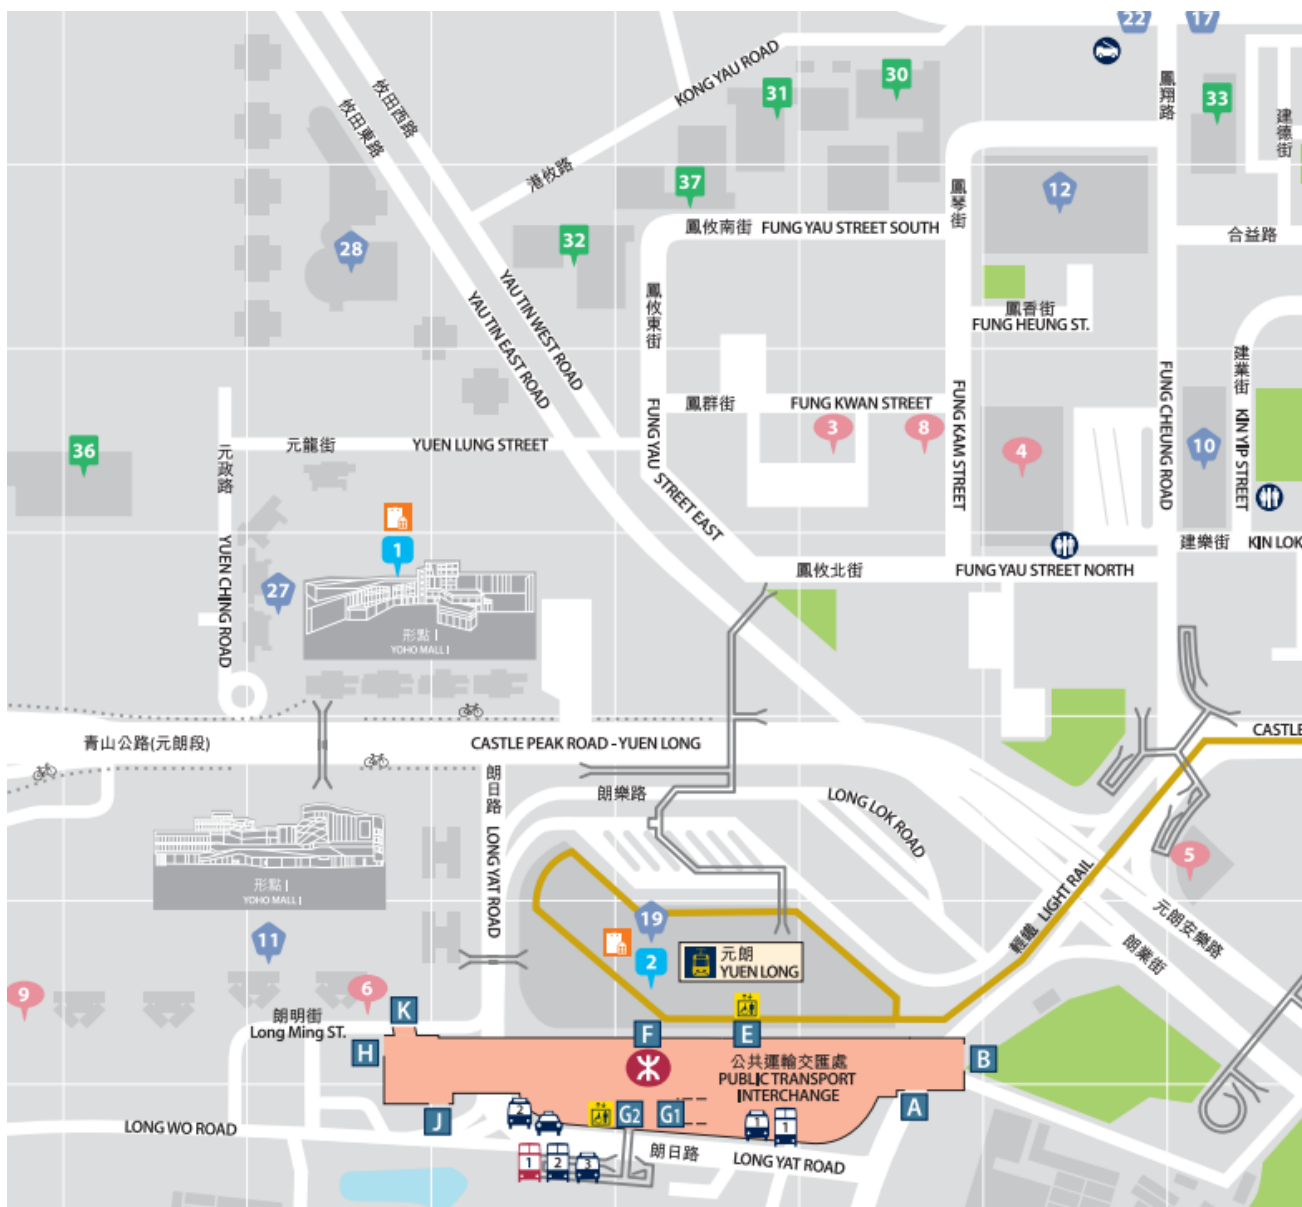 22
17
KONG YAU ROAD
30
31
33
鳳翔路
建德街
攸田西路
攸田東路
港攸路
37
12
鳳琴街
鳳攸南街 FUNG YAU STREET SOUTH
合益路
32
28
YAU TIN WEST ROAD
YAU TIN EAST ROAD
鳳攸東街
鳳香街
FUNG HEUNG ST.
建業街
鳳群街 FUNG KWAN STREET
3
8
4
10
FUNG KAM STREET
FUNG CHEUNG ROAD
KIN YIP STREET
FUNG YAU STREET EAST
元龍街 YUEN LUNG STREET
36
元政路
YUEN CHING ROAD
1
建樂街 KIN LOK
鳳攸北街 FUNG YAU STREET NORTH
27
形點 I
YOHO MALL I
青山公路(元朗段) CASTLE PEAK ROAD - YUEN LONG
CASTLE
朗日路 LONG YAT ROAD
朗樂路
LONG LOK ROAD
5
形點 I
YOHO MALL I
輕鐵 LIGHT RAIL
元朗安樂路
朗業街
19
11
2
元朗
YUEN LONG
9
6
朗明街
Long Ming ST.
K
F
E
H
B
公共運輸交匯處
PUBLIC TRANSPORT
INTERCHANGE
A
J
2
G2
G1
1
1
LONG WO ROAD
朗日路 LONG YAT ROAD
1
2
3